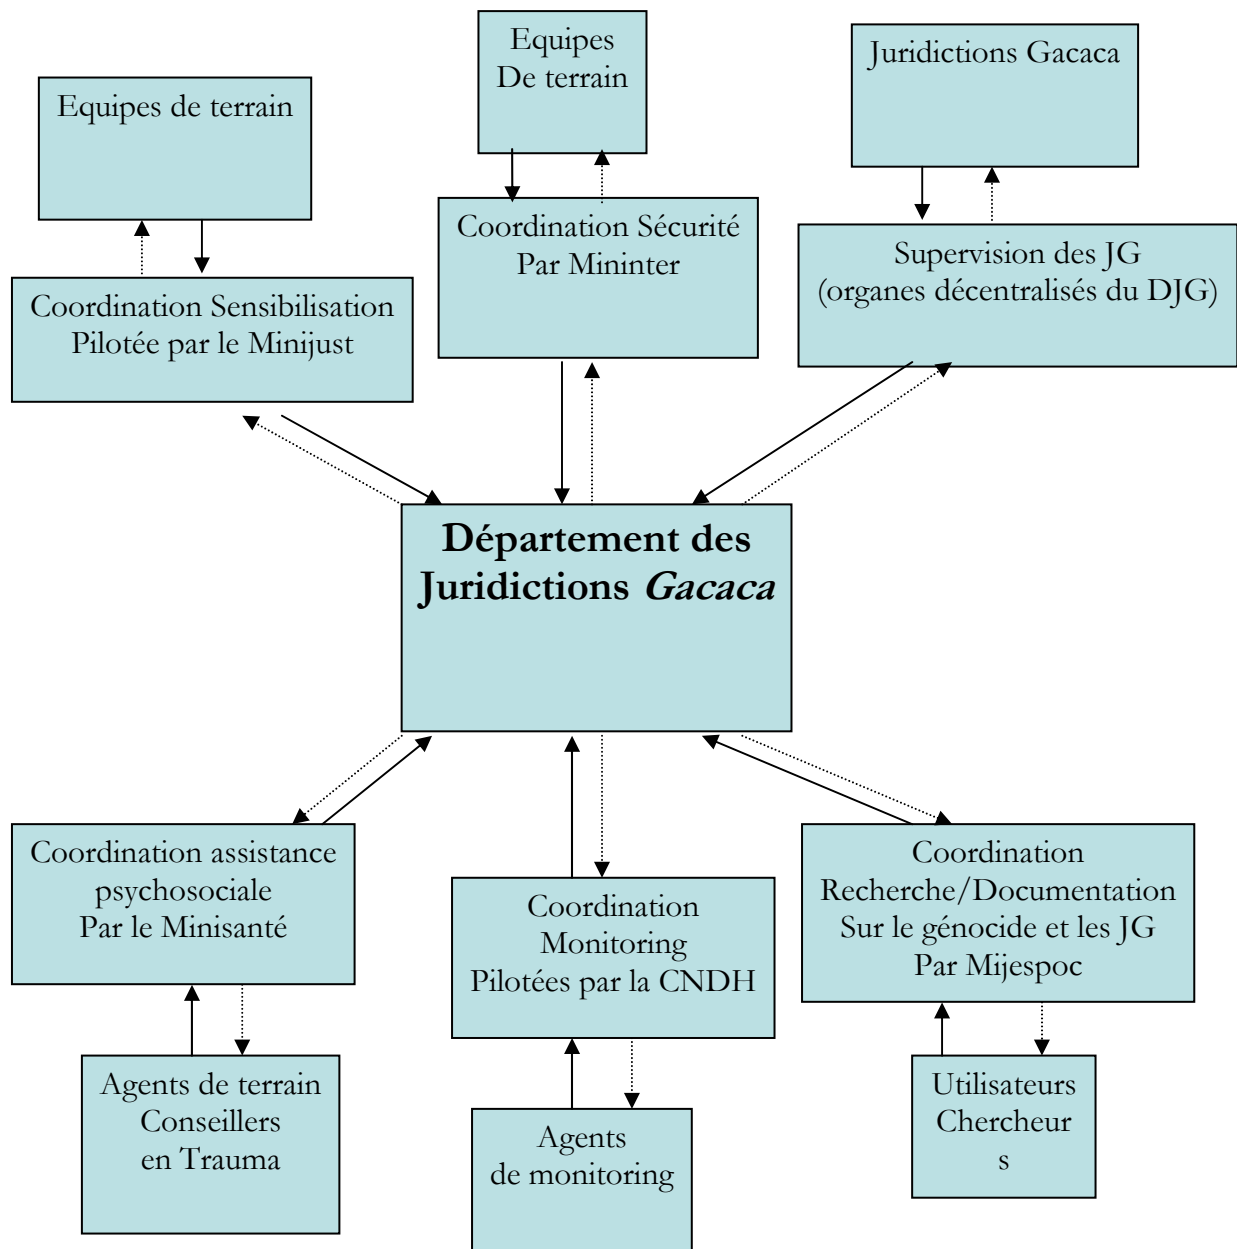 Equipes
De terrain
Juridictions Gacaca
Equipes de terrain
Coordination Sécurité
Par Mininter
Supervision des JG
(organes décentralisés du DJG)
Coordination Sensibilisation
Pilotée par le Minijust
Département des
Juridictions Gacaca
Coordination assistance
psychosociale
Par le Minisanté
Coordination
Monitoring
Pilotées par la CNDH
Coordination
Recherche/Documentation
Sur le génocide et les JG
Par Mijespoc
Agents de terrain
Conseillers
en Trauma
Agents
de monitoring
Utilisateurs
Chercheur
s